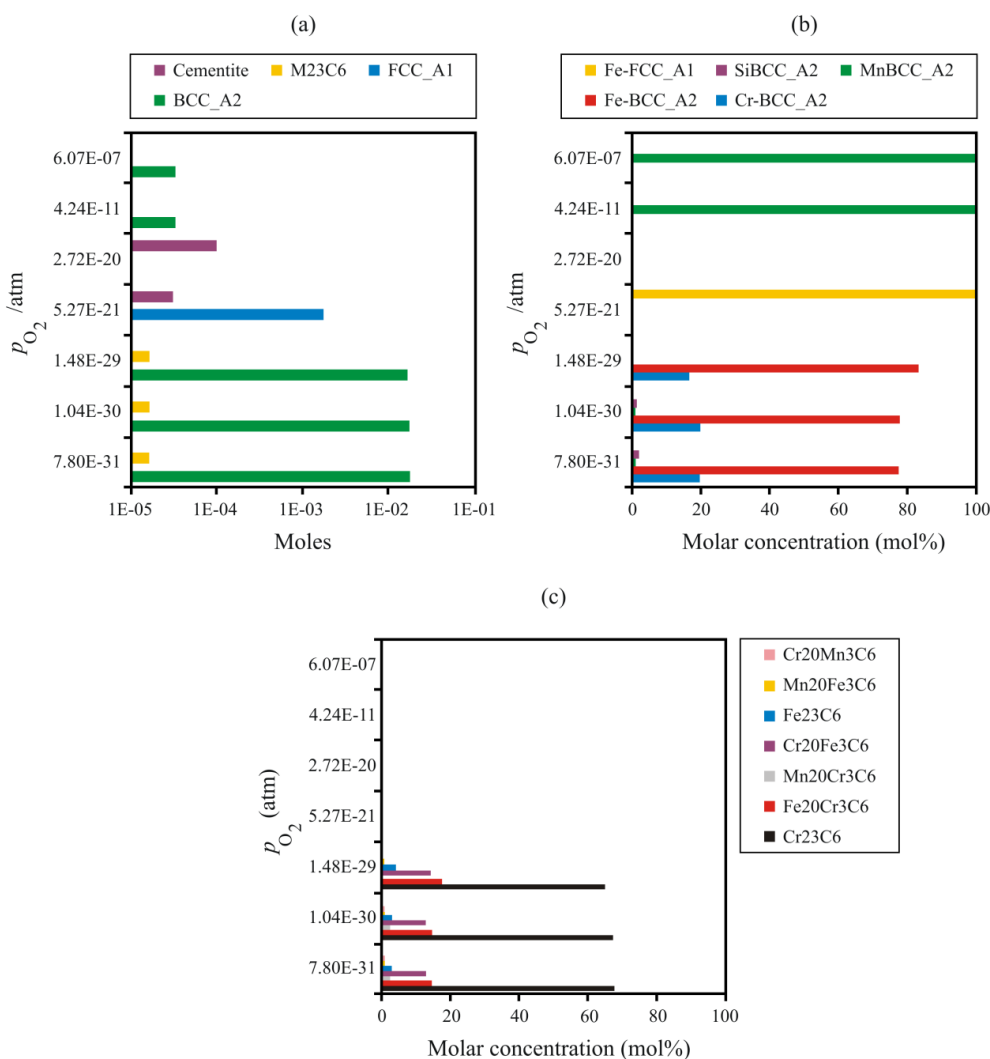 (a)
Cementite M23C6 FCC_A1
BCC_A2
6.07E-07
4.24E-11
2.72E-20
5.27E-21
1.48E-29
1.04E-30
7.80E-31
pO2 /atm
1E-05 1E-04 1E-03 1E-02 1E-01
Moles
(b)
Fe-FCC_A1 SiBCC_A2 MnBCC_A2
Fe-BCC_A2 Cr-BCC_A2
6.07E-07
4.24E-11
2.72E-20
5.27E-21
1.48E-29
1.04E-30
7.80E-31
pO2 /atm
0 20 40 60 80 100
Molar concentration (mol%)
(c)
6.07E-07
4.24E-11
2.72E-20
5.27E-21
1.48E-29
1.04E-30
7.80E-31
pO2 (atm)
0 20 40 60 80 100
Molar concentration (mol%)
Cr20Mn3C6
Mn20Fe3C6
Fe23C6
Cr20Fe3C6
Mn20Cr3C6
Fe20Cr3C6
Cr23C6